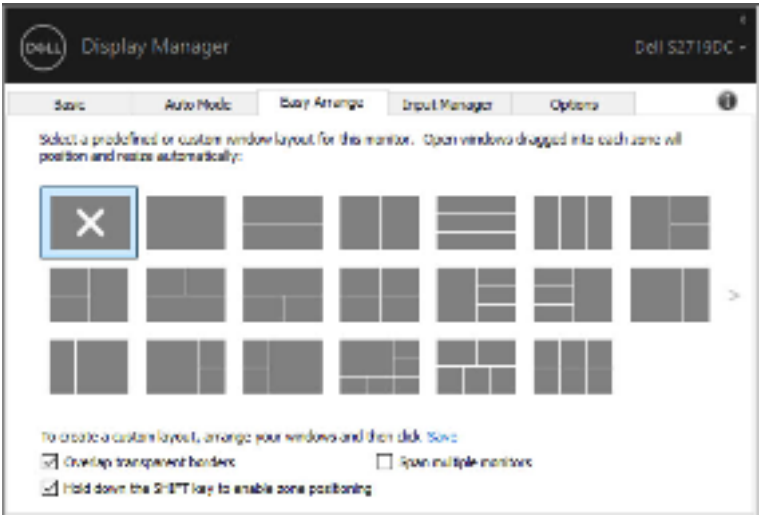 DELL Display Manager
Dell S2719DC
Basic Auto Mode Easy Arrange Input Manager Options
Select a predefined or custom window layout for this monitor. Open windows dragged into each zone will
position and resize automatically:
To create a custom layout, arrange your windows and then click Save
Overlap transparent borders Span multiple monitors
Hold down the SHIFT key to enable zone positioning